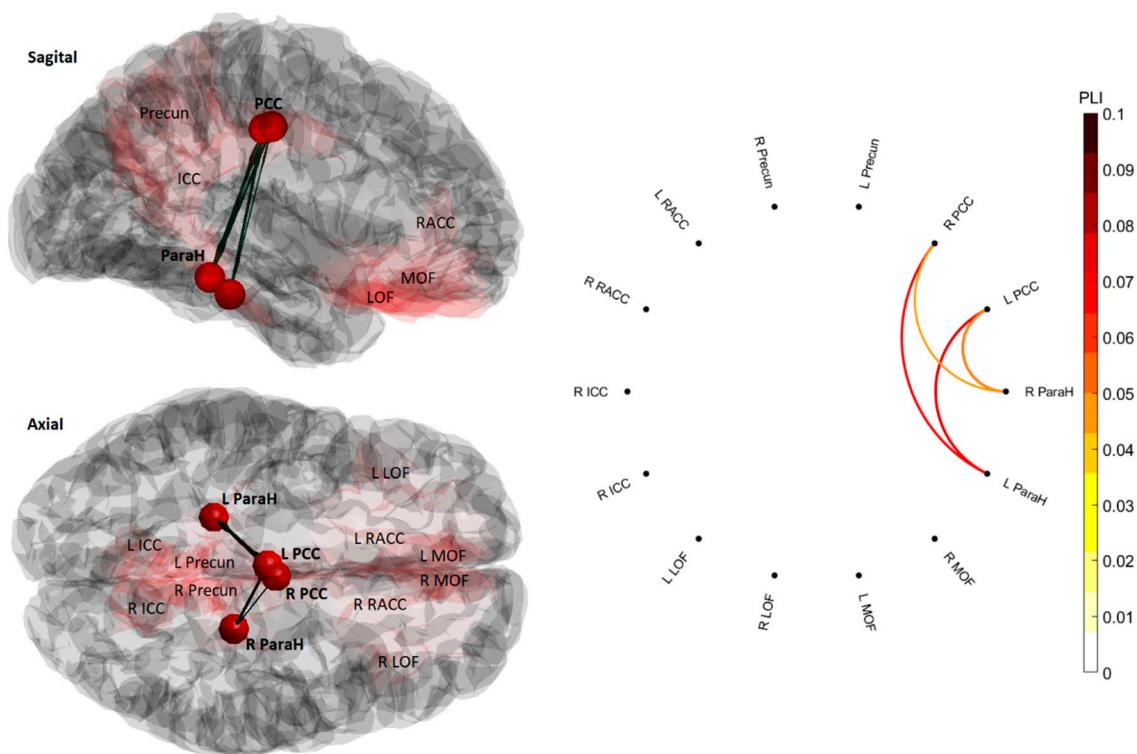 Sagital
Precun
PCC
ICC
RACC
ParaH
MOF
LOF
Axial
L LOF
L ParaH
L RACC
L ICC
L PCC
L MOF
L Precun
R Precun
R MOF
R PCC
R ICC
R RACC
R ParaH
R LOF
R Precun
L Precun
L RACC
R PCC
R RACC
L PCC
R ICC
R ParaH
R ICC
L ParaH
L LOF
R MOF
R LOF
L MOF
PLI
0.1
0.09
0.08
0.07
0.06
0.05
0.04
0.03
0.02
0.01
0